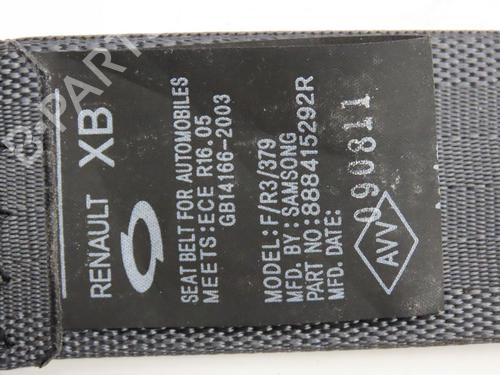 RENAULT XB
SEAT BELT FOR AUTOMOBILES
MEETS:ECE R16.05
GB14166-2003
MODEL:F/R3/379
MFD. BY:SAMSONG
PART NO:888415292R
MFD. DATE:
090811
AVV
B-PARTS